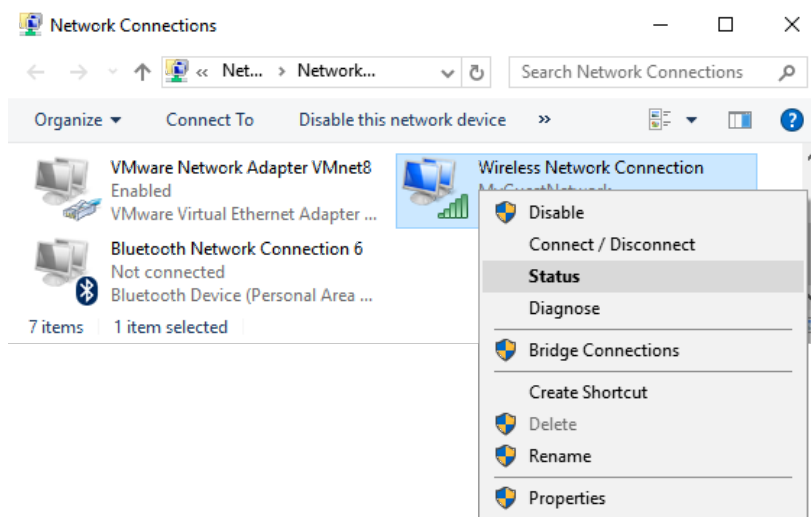 Network Connections
« Net... > Network...
Search Network Connections
Organize
Connect To
Disable this network device
»
?
VMware Network Adapter VMnet8
Enabled
VMware Virtual Ethernet Adapter ...
Wireless Network Connection
MyGuestNetwork
Bluetooth Network Connection 6
Not connected
Bluetooth Device (Personal Area ...
7 items
1 item selected
Disable
Connect / Disconnect
Status
Diagnose
Bridge Connections
Create Shortcut
Delete
Rename
Properties